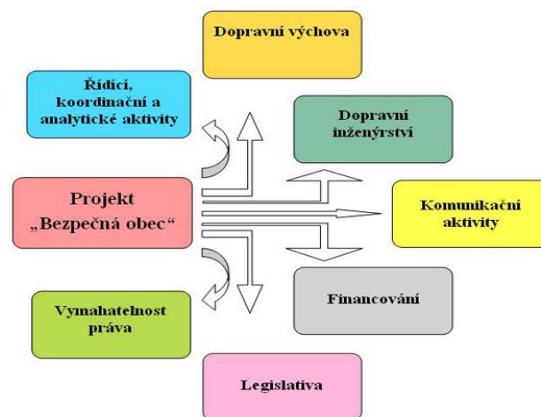 Dopravní výchova
Řídící,
koordinační a
analytické aktivity
Dopravní
inženýrství
Projekt
„Bezpečná obec“
Komunikační
aktivity
Financování
Vymahatelnost
práva
Legislativa